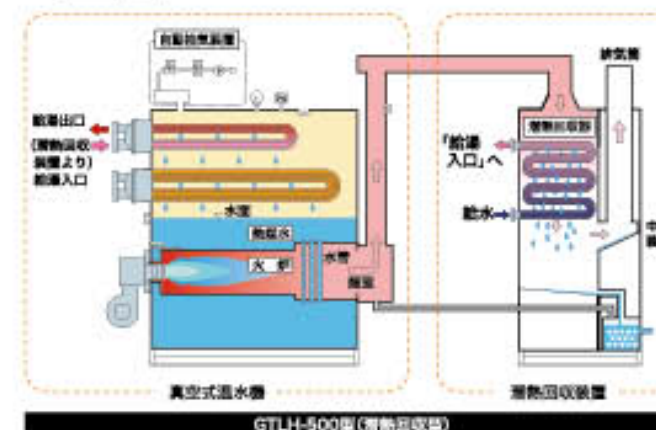 自動抽気装置
給湯出口
(潜熱回収
装置より)
給湯入口
水室
熱媒水
火 炉
水管
煙室
真空式温水機
排気筒
潜熱回収器
「給湯
入口」へ
給水
中
潜熱回収装置
GTLH-500型(潜熱回収型)